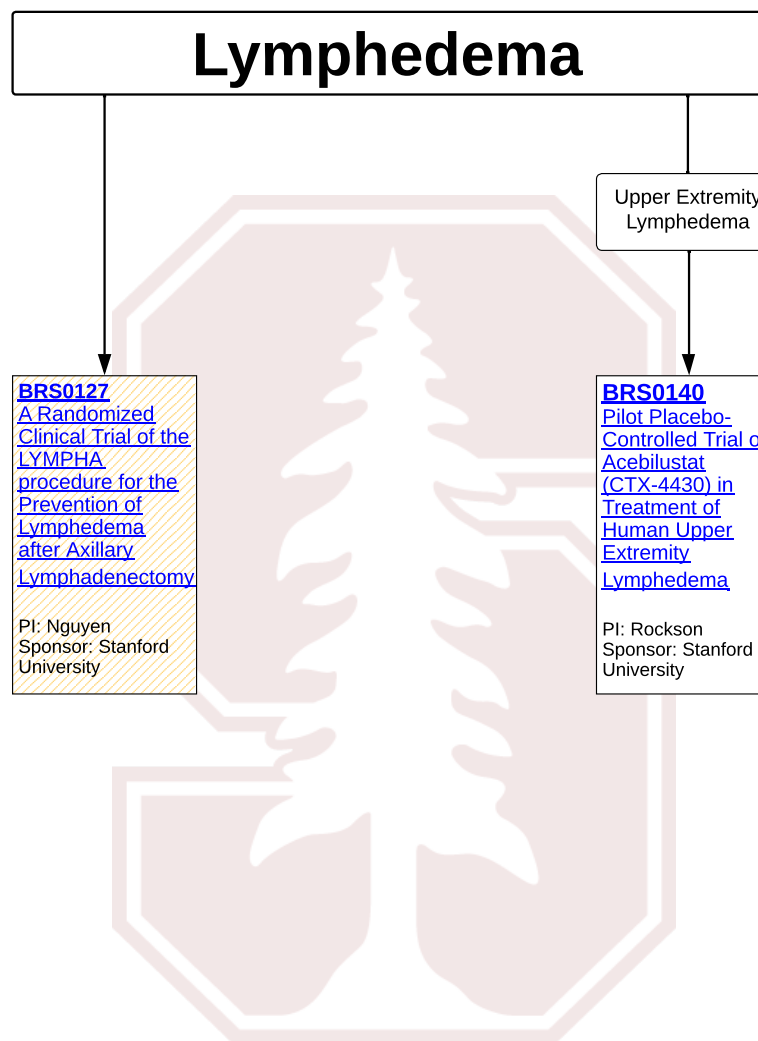 Lymphedema
Upper Extremity
Lymphedema
BRS0127
A Randomized
Clinical Trial of the
LYMPHA
procedure for the
Prevention of
Lymphedema
after Axillary
Lymphadenectomy
PI: Nguyen
Sponsor: Stanford
University
BRS0140
Pilot Placebo-
Controlled Trial o
Acebilustat
(CTX-4430) in
Treatment of
Human Upper
Extremity
Lymphedema
PI: Rockson
Sponsor: Stanford
University